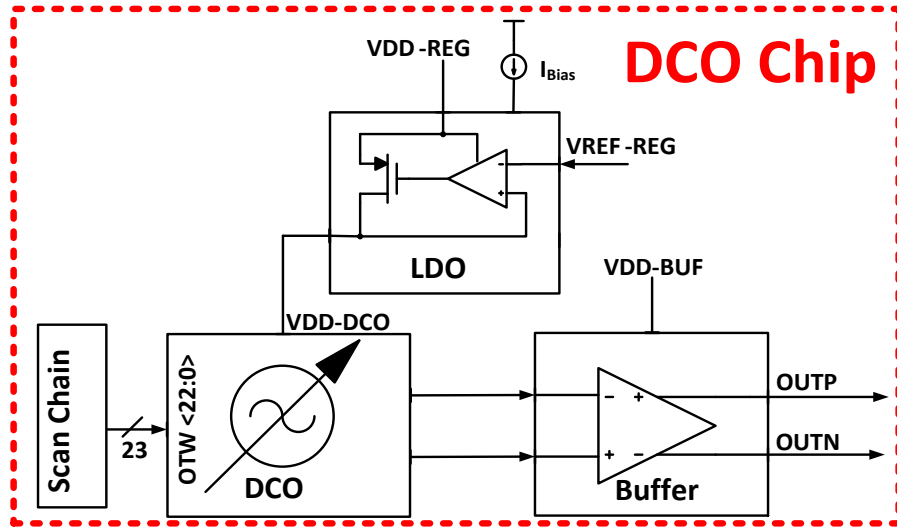 DCO Chip
VDD-REG
I_Bias
VREF-REG
-
+
LDO
VDD-BUF
VDD-DCO
Scan Chain
23
OTW <22:0>
DCO
- +
+ -
Buffer
OUTP
OUTN